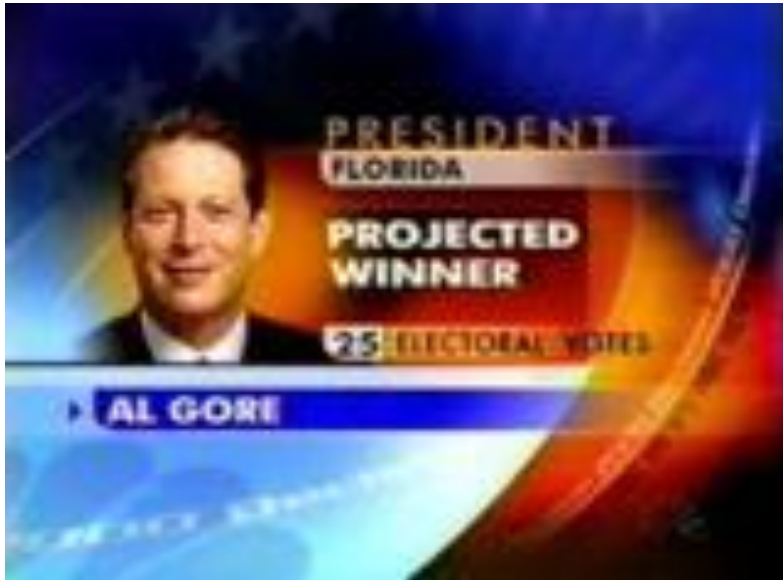 PRESIDENT
FLORIDA
PROJECTED
WINNER
25 ELECTORAL VOTES
AL GORE